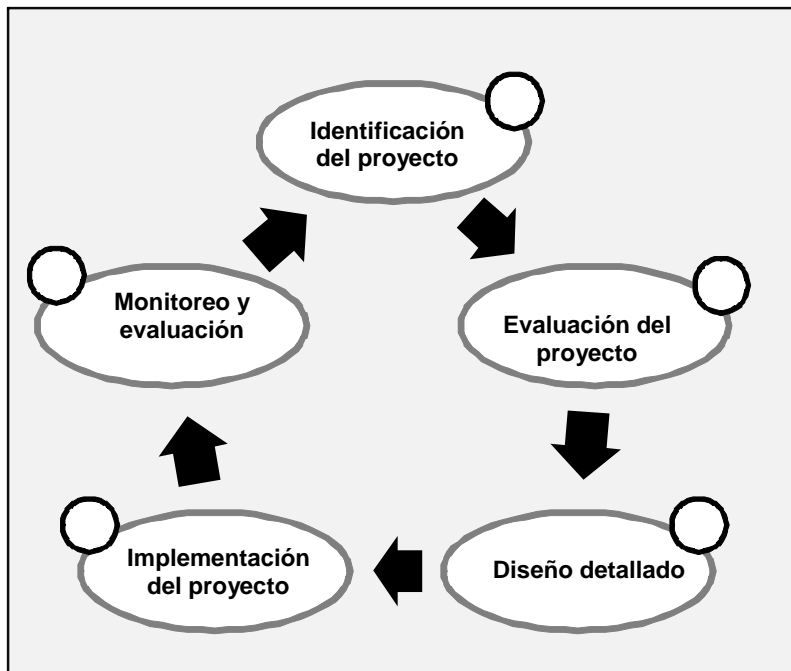 Identificación
del proyecto
Evaluación del
proyecto
Diseño detallado
Implementación
del proyecto
Monitoreo y
evaluación